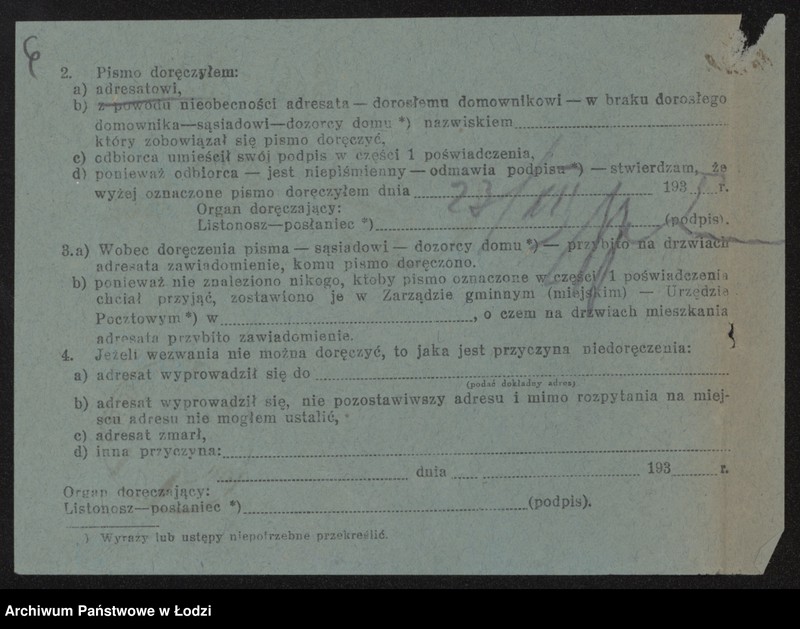 2. Pismo doręczyłem:
a) adresatowi,
b) z powodu nieobecności adresata — dorosłemu domownikowi — w braku dorosłego
domownika—sąsiadowi—dozorcy domu *) nazwiskiem
który zobowiązał się pismo doręczyć,
c) odbiorca umieścił swój podpis w części 1 poświadczenia,
d) ponieważ odbiorca — jest niepiśmienny — odmawia podpisu *) — stwierdzam, że
wyżej oznaczone pismo doręczyłem dnia 23/VII 193 r.
Organ doręczający:
Listonosz—posłaniec *) (podpis).
3.a) Wobec doręczenia pisma — sąsiadowi — dozorcy domu *) — przybito na drzwiach
adresata zawiadomienie, komu pismo doręczono.
b) ponieważ nie znaleziono nikogo, ktoby pismo oznaczone w części 1 poświadczenia
chciał przyjąć, zostawiono je w Zarządzie gminnym (miejskim) — Urzędzie
Pocztowym *) w , o czem na drzwiach mieszkania
adresata przybito zawiadomienie.
4. Jeżeli wezwania nie można doręczyć, to jaka jest przyczyna niedoręczenia:
a) adresat wyprowadził się do
(podać dokładny adres)
b) adresat wyprowadził się, nie pozostawiwszy adresu i mimo rozpytania na miej-
scu adresu nie mogłem ustalić,
c) adresat zmarł,
d) inna przyczyna:
dnia 193 r.
Organ doręczający:
Listonosz—posłaniec *) (podpis).
*) Wyrazy lub ustępy niepotrzebne przekreślić.
Archiwum Państwowe w Łodzi